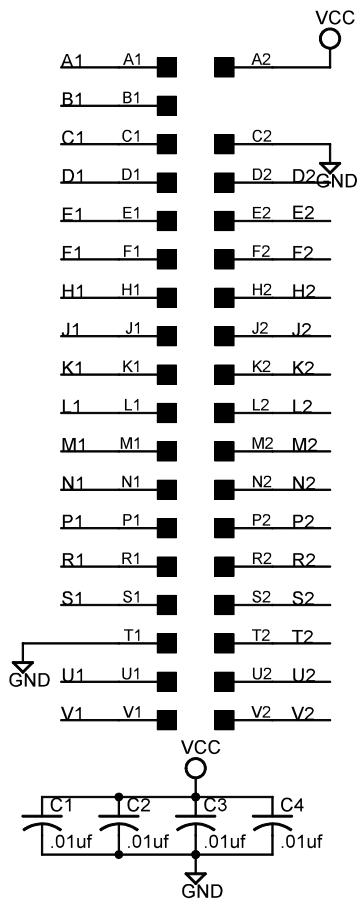 VCC
A1 A1 A2
B1 B1
C1 C1 C2
GND
D1 D1 D2 D2
E1 E1 E2 E2
F1 F1 F2 F2
H1 H1 H2 H2
J1 J1 J2 J2
K1 K1 K2 K2
L1 L1 L2 L2
M1 M1 M2 M2
N1 N1 N2 N2
P1 P1 P2 P2
R1 R1 R2 R2
S1 S1 S2 S2
T1 T2 T2
GND
U1 U1 U2 U2
V1 V1 V2 V2
VCC
C1 C2 C3 C4
.01uf .01uf .01uf .01uf
GND